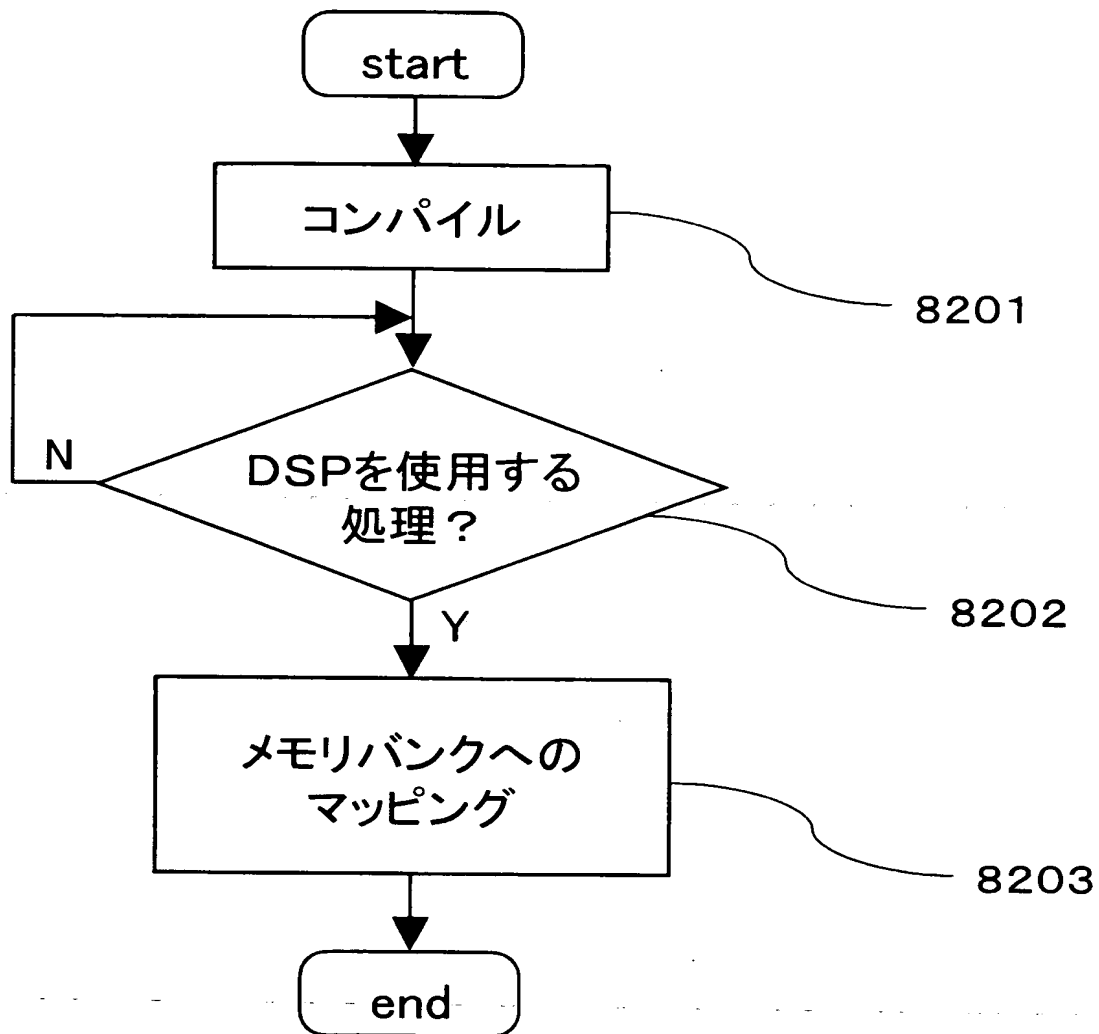 start
コンパイル
8201
N
DSPを使用する
処理？
8202
Y
メモリバンクへの
マッピング
8203
end